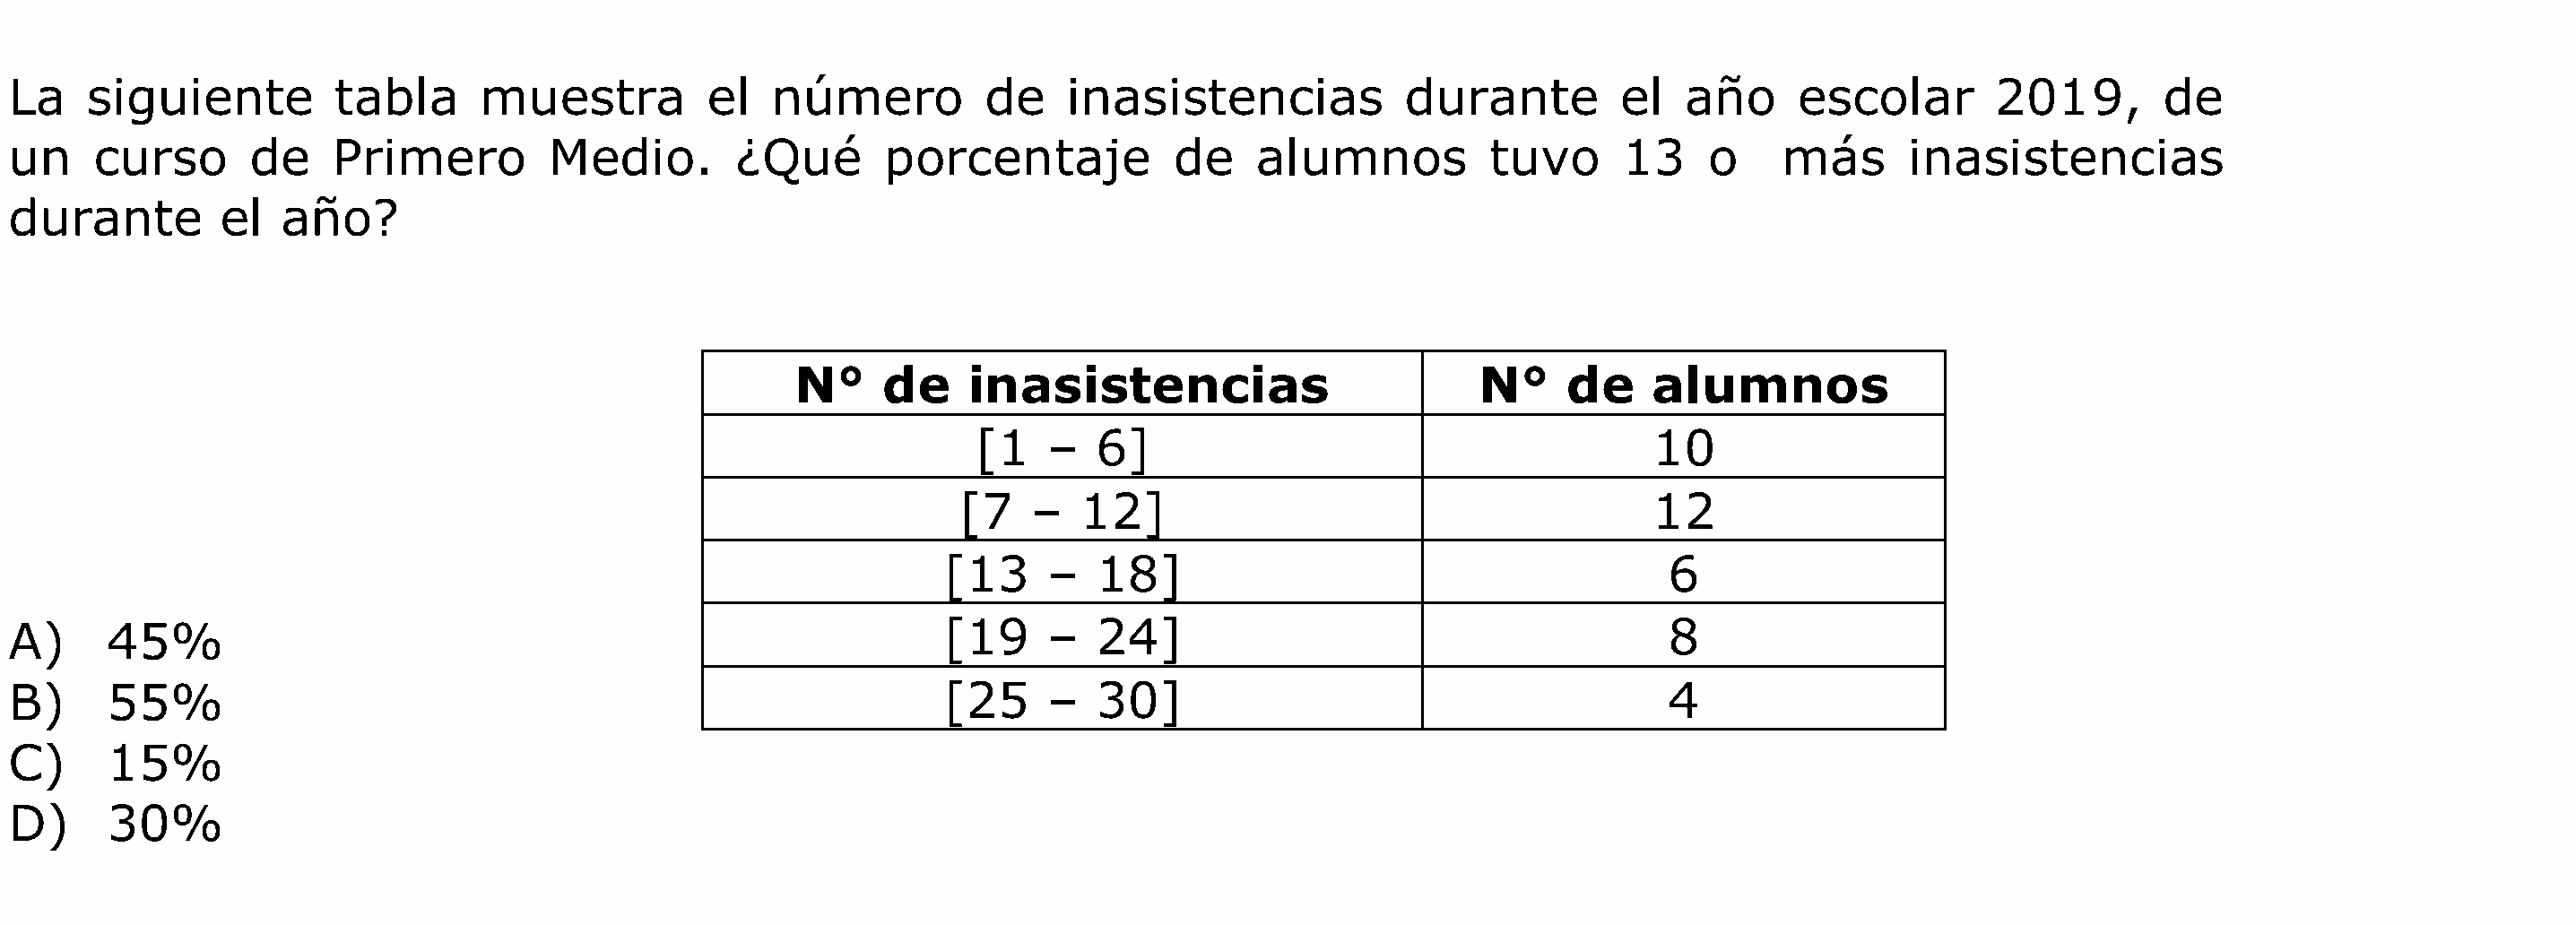 La siguiente tabla muestra el número de inasistencias durante el año escolar 2019, de
un curso de Primero Medio. ¿Qué porcentaje de alumnos tuvo 13 o más inasistencias
durante el año?
N° de inasistencias N° de alumnos
[1 – 6] 10
[7 – 12] 12
[13 – 18] 6
[19 – 24] 8
[25 – 30] 4
A) 45%
B) 55%
C) 15%
D) 30%